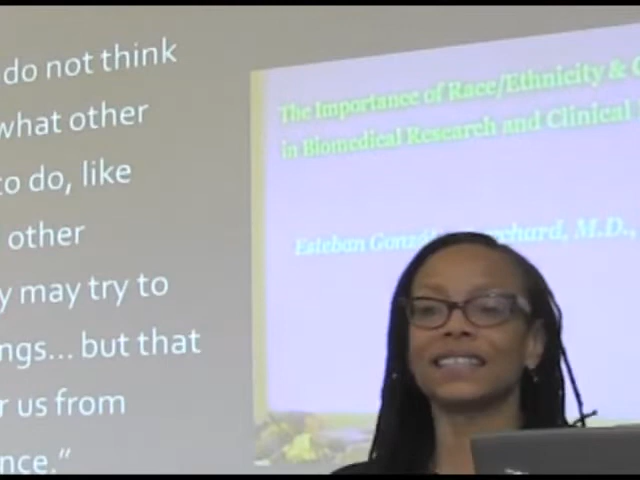 do not think
what other
to do, like
other
y may try to
ngs... but that
r us from
nce."
The Importance of Race/Ethnicity &
in Biomedical Research and Clinical
Esteban chard, M.D.,